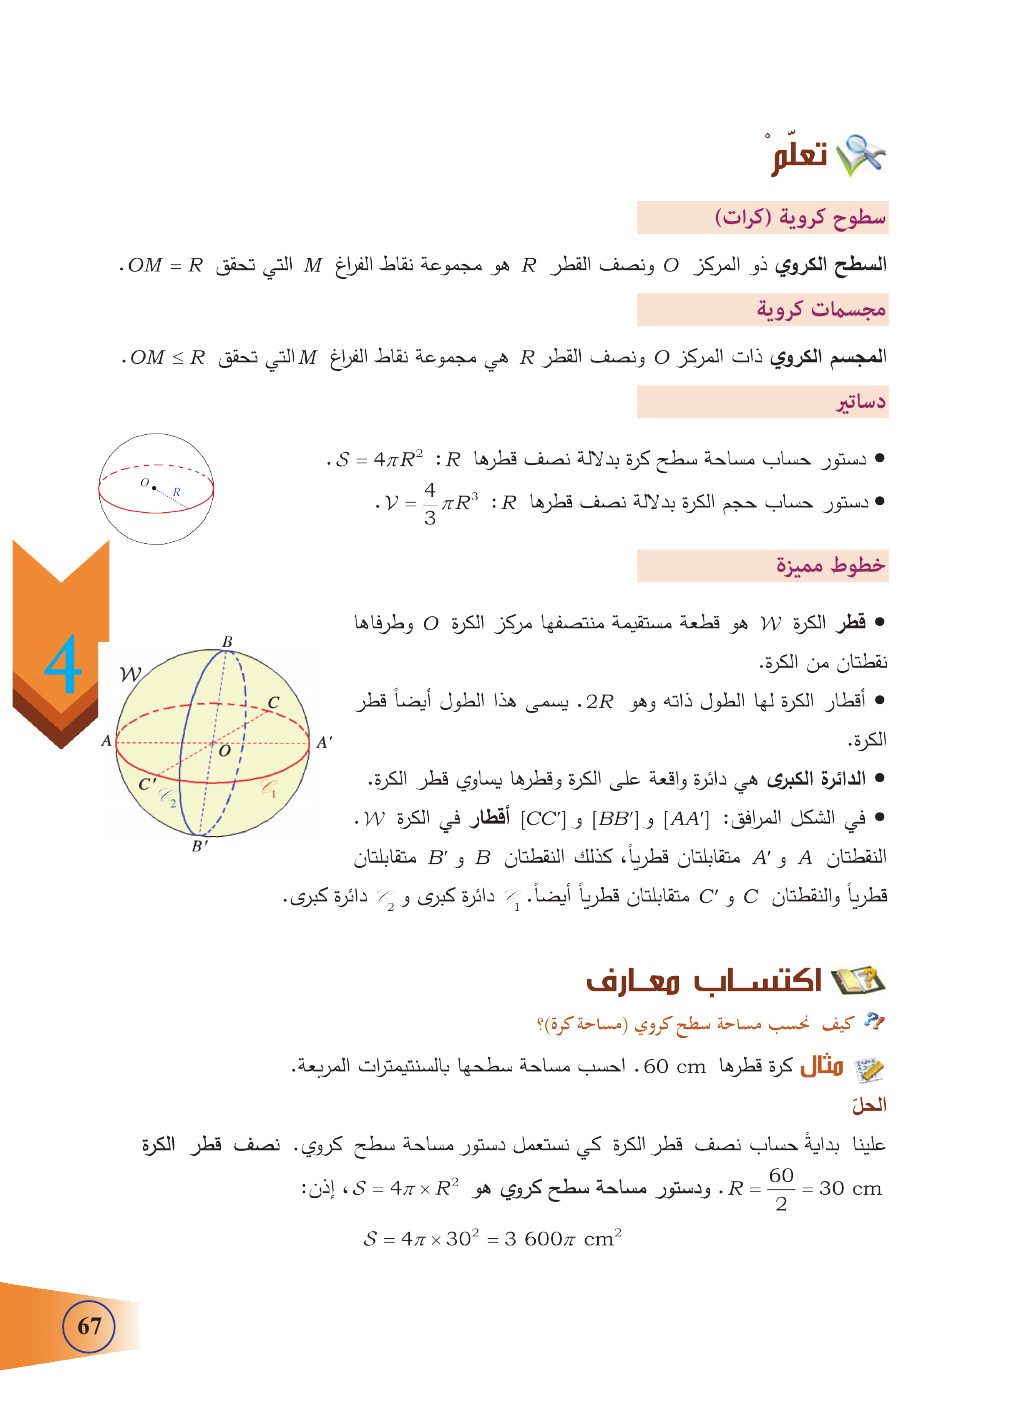 تعلّمْ
سطوح كروية (كرات)
السطح الكروي ذو المركز O ونصف القطر R هو مجموعة نقاط الفراغ M التي تحقق OM = R.
مجسمات كروية
المجسم الكروي ذات المركز O ونصف القطر R هي مجموعة نقاط الفراغ M التي تحقق OM ≤ R.
دساتير
• دستور حساب مساحة سطح كرة بدلالة نصف قطرها R : S = 4πR².
• دستور حساب حجم الكرة بدلالة نصف قطرها R : V = 4/3 πR³.
O R
خطوط مميزة
• قطر الكرة W هو قطعة مستقيمة منتصفها مركز الكرة O وطرفاها
نقطتان من الكرة.
• أقطار الكرة لها الطول ذاته وهو 2R. يسمى هذا الطول أيضاً قطر
الكرة.
• الدائرة الكبرى هي دائرة واقعة على الكرة وقطرها يساوي قطر الكرة.
• في الشكل المرافق: [AA'] و [BB'] و [CC'] أقطار في الكرة W.
النقطتان A و A' متقابلتان قطرياً، كذلك النقطتان B و B' متقابلتان
قطرياً والنقطتان C و C' متقابلتان قطرياً أيضاً. C₁ دائرة كبرى و C₂ دائرة كبرى.
B
W
C
A O A'
C' C₂ C₁
B'
4
اكتساب معارف
كيف نحسب مساحة سطح كروي (مساحة كرة)؟
مثال كرة قطرها 60 cm. احسب مساحة سطحها بالسنتيمترات المربعة.
الحلّ
علينا بدايةً حساب نصف قطر الكرة كي نستعمل دستور مساحة سطح كروي. نصف قطر الكرة
R = 60/2 = 30 cm. ودستور مساحة سطح كروي هو S = 4π × R²، إذن:
S = 4π × 30² = 3 600π cm²
67